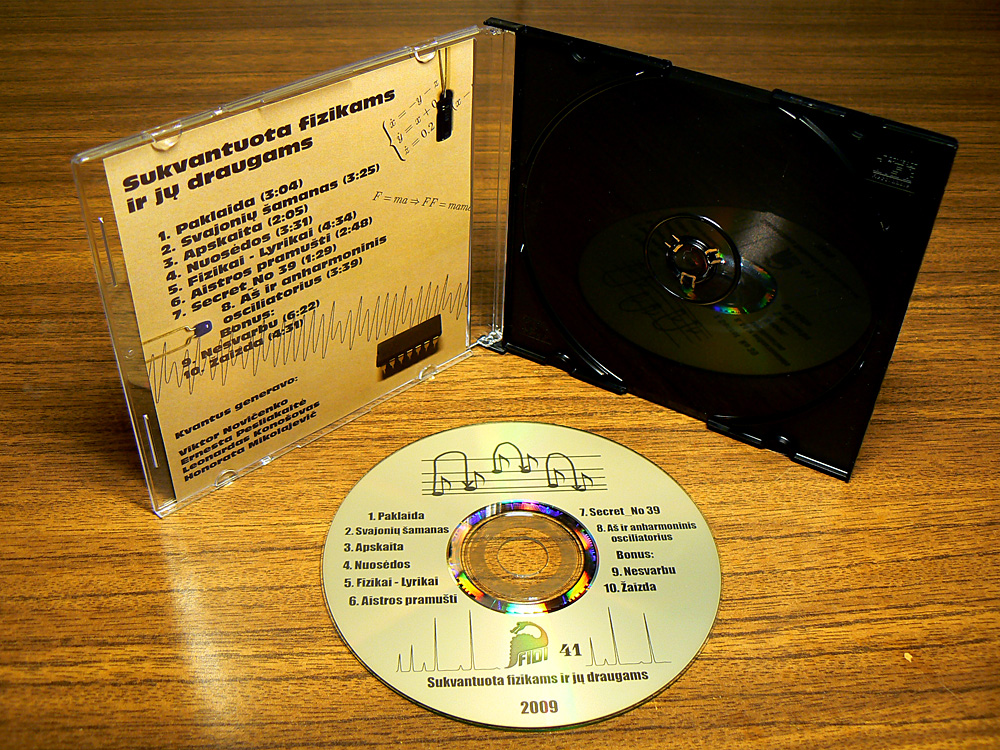 Sukvantuota fizikams
ir jų draugams
1. Paklaida (3:04)
2. Svajonių šamanas (3:25)
3. Apskaita (2:05)
4. Nuosėdos (3:31)
5. Fizikai - Lyrikai (4:34)
6. Aistros pramušti (2:48)
7. Secret_No 39 (1:29)
8. Aš ir anharmoninis
osciliatorius (3:39)
Bonus:
9. Nesvarbu (6:22)
10. Žaizda (4:31)
Kvantus generavo:
Viktor Novičenko
Ernesta Pesliakaitė
Leonardas Konošovas
Honorata Mikolajevič
ẋ = -y - z
ẏ = x +
ż = 0.2
F = ma ⇒ FF = mama
1. Paklaida
2. Svajonių šamanas
3. Apskaita
4. Nuosėdos
5. Fizikai - Lyrikai
6. Aistros pramušti
7. Secret_No 39
8. Aš ir anharmoninis
osciliatorius
Bonus:
9. Nesvarbu
10. Žaizda
FiDi 41
Sukvantuota fizikams ir jų draugams
2009